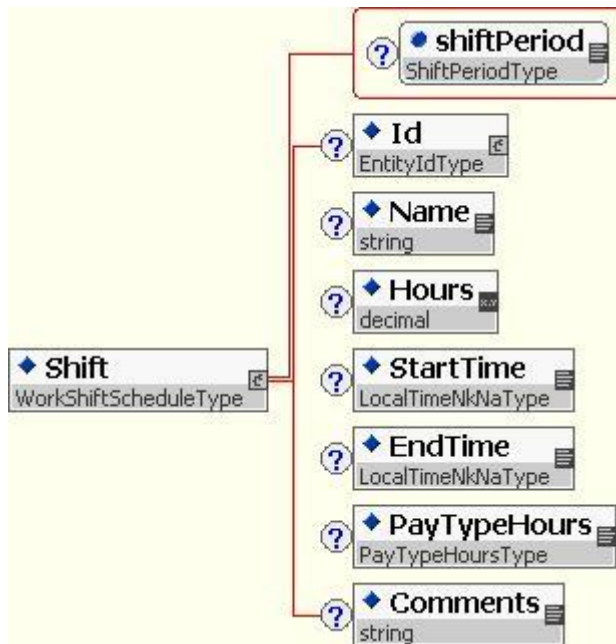 ? shiftPeriod
ShiftPeriodType
? Id
EntityIdType
? Name
string
? Hours
decimal
Shift
WorkShiftScheduleType
? StartTime
LocalTimeNkNaType
? EndTime
LocalTimeNkNaType
? PayTypeHours
PayTypeHoursType
? Comments
string